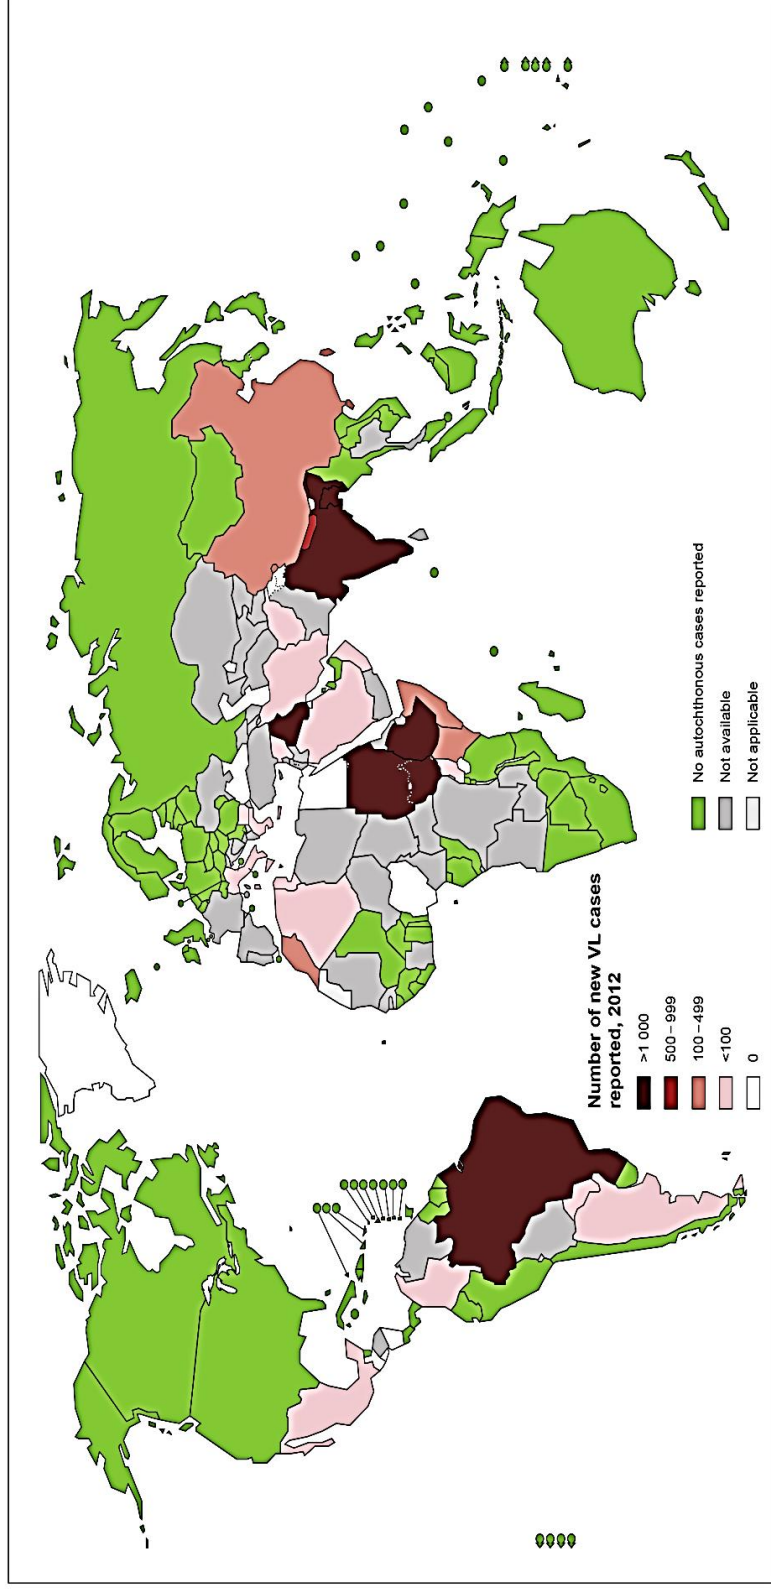 Number of new VL cases
reported, 2012
>1 000
500–999
100–499
<100
0
No autochthonous cases reported
Not available
Not applicable